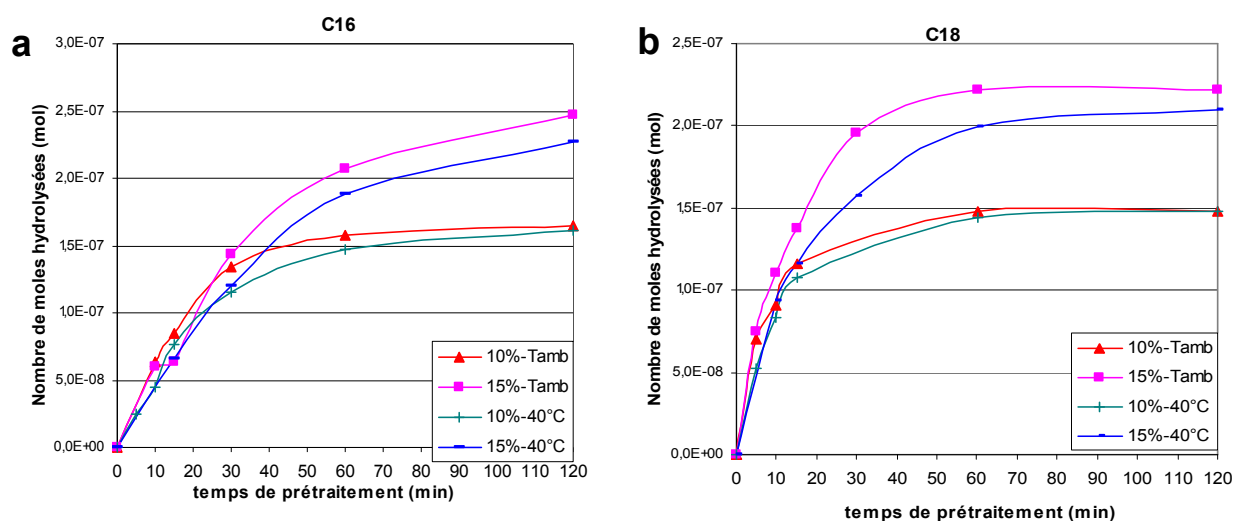 a
C16
3,0E-07
2,5E-07
2,0E-07
1,5E-07
1,0E-07
5,0E-08
0,0E+00
Nombre de moles hydrolysées (mol)
0 10 20 30 40 50 60 70 80 90 100 110 120
temps de prétraitement (min)
10%-Tamb
15%-Tamb
10%-40°C
15%-40°C
b
C18
2,5E-07
2,0E-07
1,5E-07
1,0E-07
5,0E-08
0,0E+00
Nombre de moles hydrolysées (mol)
0 10 20 30 40 50 60 70 80 90 100 110 120
temps de prétraitement (min)
10%-Tamb
15%-Tamb
10%-40°C
15%-40°C